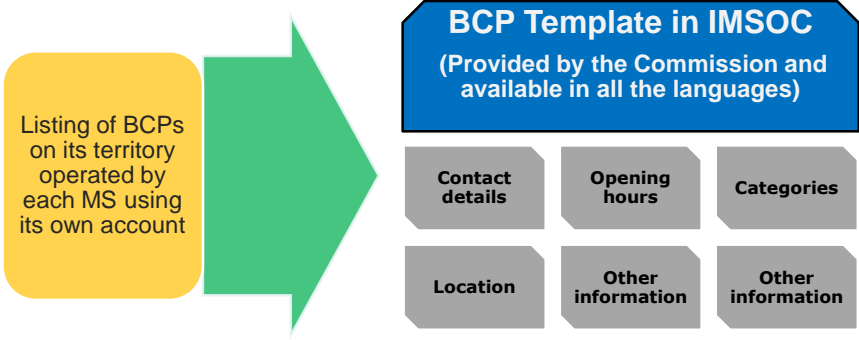 Listing of BCPs
on its territory
operated by
each MS using
its own account
BCP Template in IMSOC
(Provided by the Commission and
available in all the languages)
Contact
details
Opening
hours
Categories
Location
Other
information
Other
information